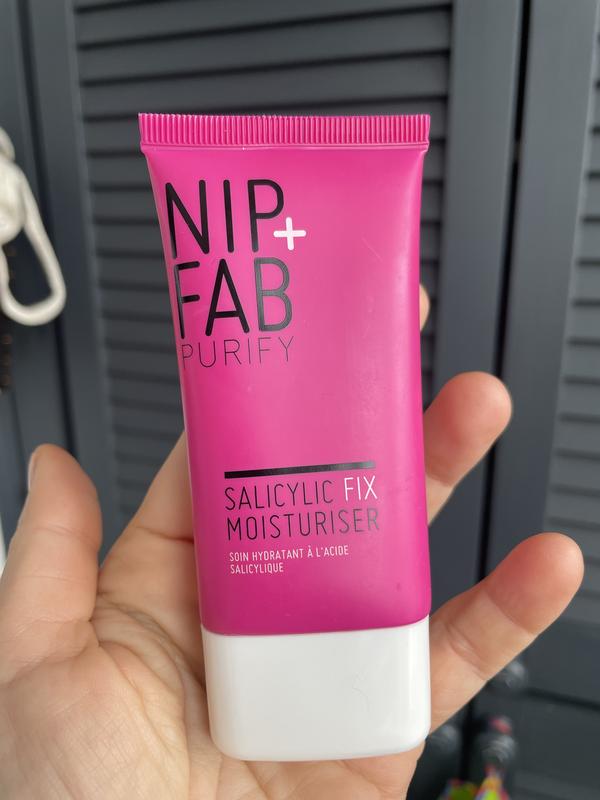 NIP+
FAB
PURIFY
SALICYLIC FIX
MOISTURISER
SOIN HYDRATANT À L'ACIDE
SALICYLIQUE